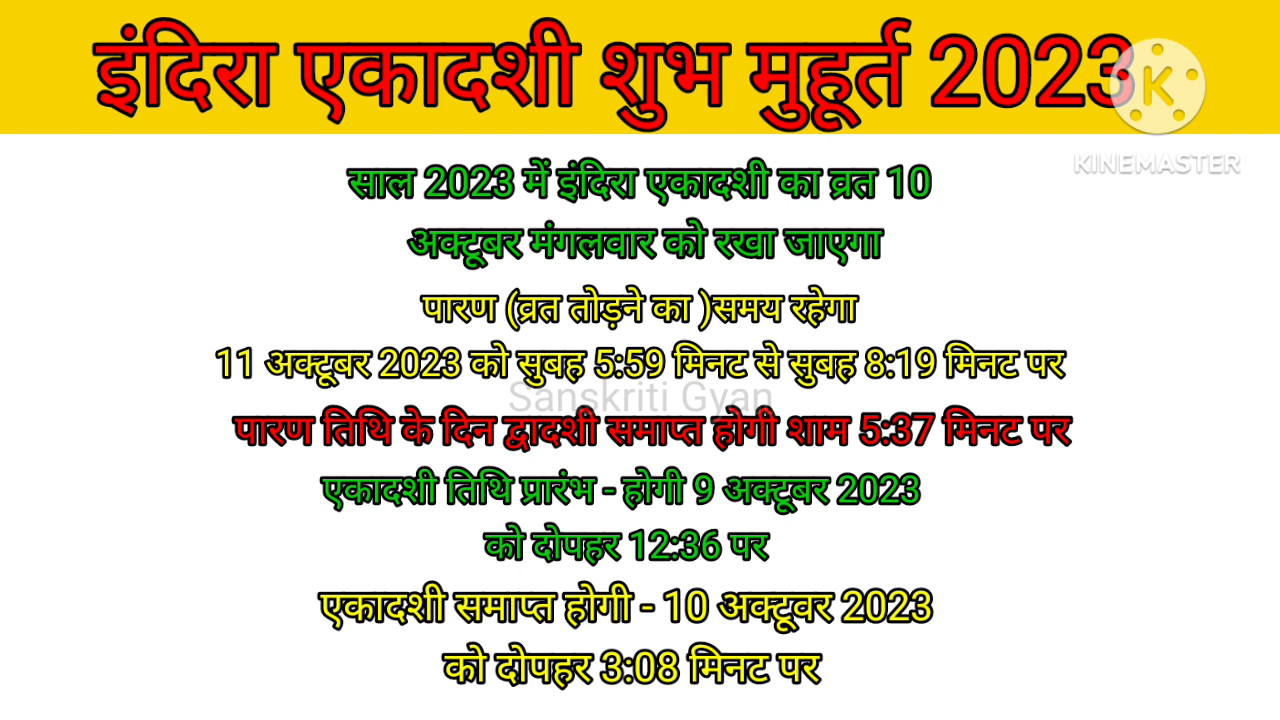 इंदिरा एकादशी शुभ मुहूर्त 2023
K
KINEMASTER
साल 2023 में इंदिरा एकादशी का व्रत 10
अक्टूबर मंगलवार को रखा जाएगा
पारण (व्रत तोड़ने का )समय रहेगा
11 अक्टूबर 2023 को सुबह 5:59 मिनट से सुबह 8:19 मिनट पर
Sanskriti Gyan
पारण तिथि के दिन द्वादशी समाप्त होगी शाम 5:37 मिनट पर
एकादशी तिथि प्रारंभ - होगी 9 अक्टूबर 2023
को दोपहर 12:36 पर
एकादशी समाप्त होगी - 10 अक्टूवर 2023
को दोपहर 3:08 मिनट पर